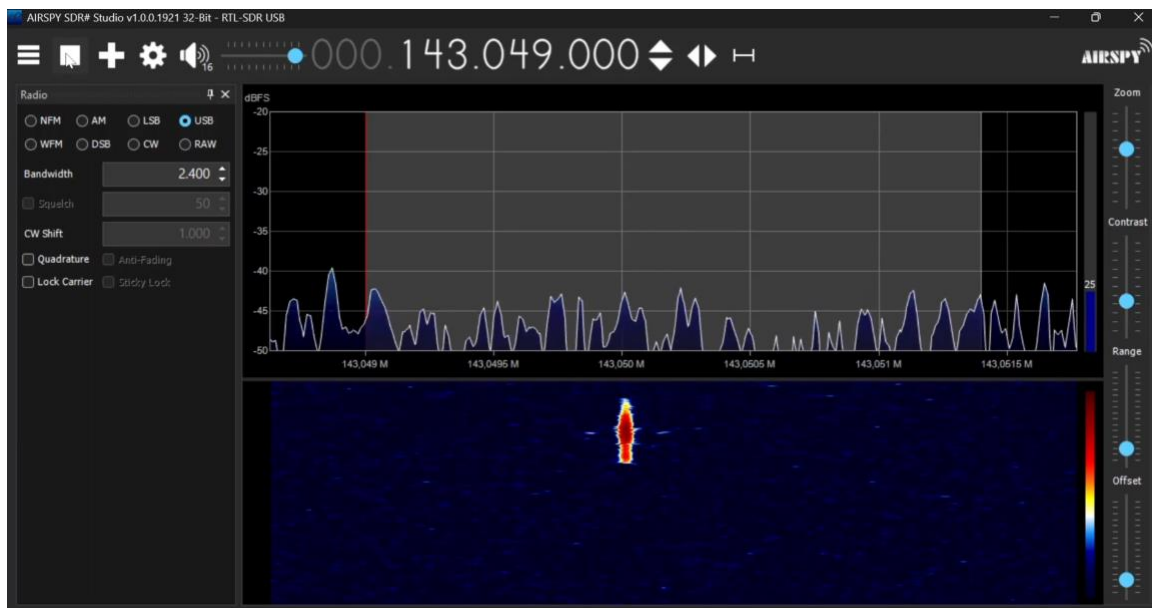 AIRSPY SDR# Studio v1.0.0.1921 32-Bit - RTL-SDR USB
16
000.143.049.000
AIRSPY
Radio
NFM AM LSB USB
WFM DSB CW RAW
Bandwidth 2.400
Squelch 50
CW Shift 1.000
Quadrature Anti-Fading
Lock Carrier Sticky Lock
dBFS
-20
-25
-30
-35
-40
-45
-50
143,049 M 143,0495 M 143,050 M 143,0505 M 143,051 M 143,0515 M
25
Zoom
Contrast
Range
Offset